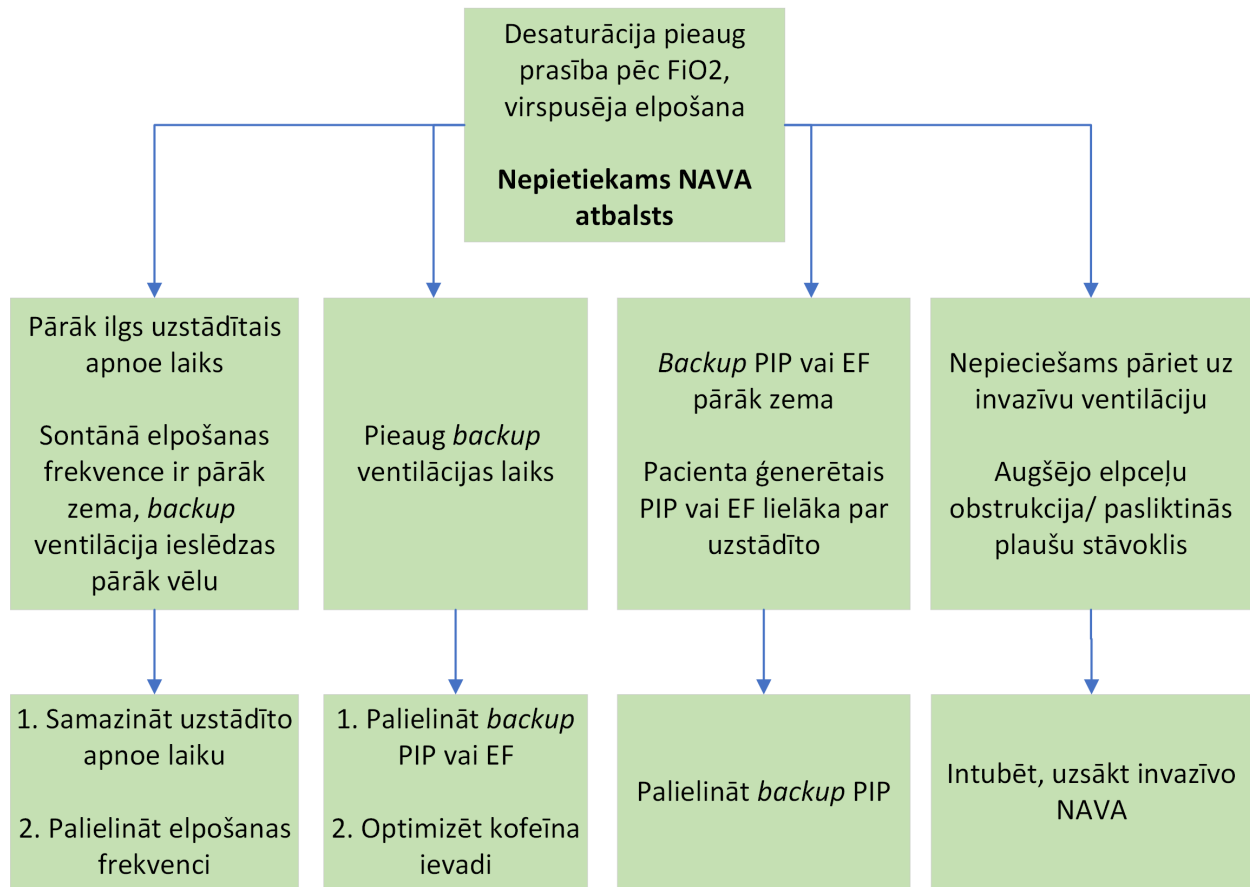 Desaturācija pieaug
prasība pēc FiO2,
virspusēja elpošana
Nepietiekams NAVA
atbalsts
Pārāk ilgs uzstādītais
apnoe laiks
Sontānā elpošanas
frekvence ir pārāk
zema, backup
ventilācija ieslēdzas
pārāk vēlu
Pieaug backup
ventilācijas laiks
Backup PIP vai EF
pārāk zema
Pacienta ģenerētais
PIP vai EF lielāka par
uzstādīto
Nepieciešams pāriet uz
invazīvu ventilāciju
Augšējo elpceļu
obstrukcija/ pasliktinās
plaušu stāvoklis
1. Samazināt uzstādīto
apnoe laiku
2. Palielināt elpošanas
frekvenci
1. Palielināt backup
PIP vai EF
2. Optimizēt kofeīna
ievadi
Palielināt backup PIP
Intubēt, uzsākt invazīvo
NAVA